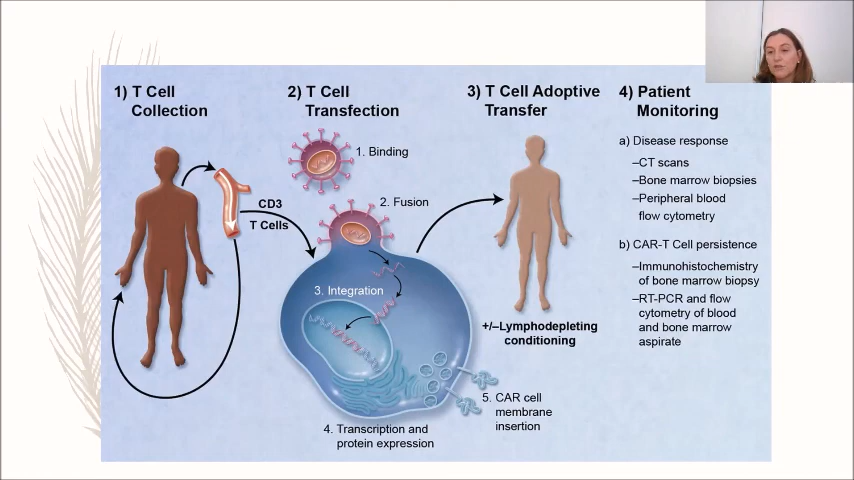 1) T Cell
Collection
2) T Cell
Transfection
3) T Cell Adoptive
Transfer
4) Patient
Monitoring
CD3
T Cells
1. Binding
2. Fusion
3. Integration
4. Transcription and
protein expression
5. CAR cell
membrane
insertion
+/–Lymphodepleting
conditioning
a) Disease response
–CT scans
–Bone marrow biopsies
–Peripheral blood
flow cytometry
b) CAR-T Cell persistence
–Immunohistochemistry
of bone marrow biopsy
–RT-PCR and flow
cytometry of blood
and bone marrow
aspirate